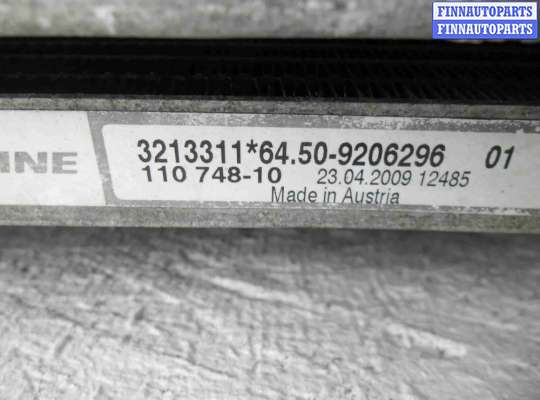 FINNAUTOPARTS
FINNAUTOPARTS
3213311*64.50-9206296 01
110 748-10 23.04.2009 12485
Made in Austria